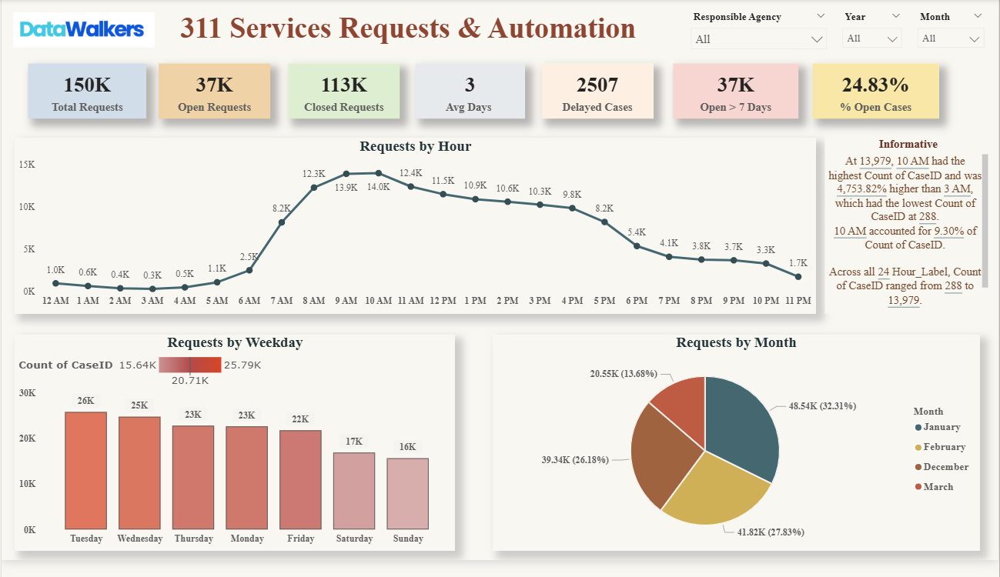 DataWalkers
311 Services Requests & Automation
Responsible Agency
All
Year
All
Month
All
150K
Total Requests
37K
Open Requests
113K
Closed Requests
3
Avg Days
2507
Delayed Cases
37K
Open > 7 Days
24.83%
% Open Cases
Requests by Hour
15K
10K
5K
0K
1.0K 0.6K 0.4K 0.3K 0.5K 1.1K 2.5K 8.2K 12.3K 13.9K 14.0K 12.4K 11.5K 10.9K 10.6K 10.3K 9.8K 8.2K 5.4K 4.1K 3.8K 3.7K 3.3K 1.7K
12 AM 1 AM 2 AM 3 AM 4 AM 5 AM 6 AM 7 AM 8 AM 9 AM 10 AM 11 AM 12 PM 1 PM 2 PM 3 PM 4 PM 5 PM 6 PM 7 PM 8 PM 9 PM 10 PM 11 PM
Informative
At 13,979, 10 AM had the
highest Count of CaseID and was
4,753.82% higher than 3 AM,
which had the lowest Count of
CaseID at 288.
10 AM accounted for 9.30% of
Count of CaseID.
Across all 24 Hour_Label, Count
of CaseID ranged from 288 to
13,979.
Requests by Weekday
Count of CaseID 15.64K 25.79K
20.71K
30K
20K
10K
0K
26K 25K 23K 23K 22K 17K 16K
Tuesday Wednesday Thursday Monday Friday Saturday Sunday
Requests by Month
20.55K (13.68%)
48.54K (32.31%)
39.34K (26.18%)
41.82K (27.83%)
Month
January
February
December
March